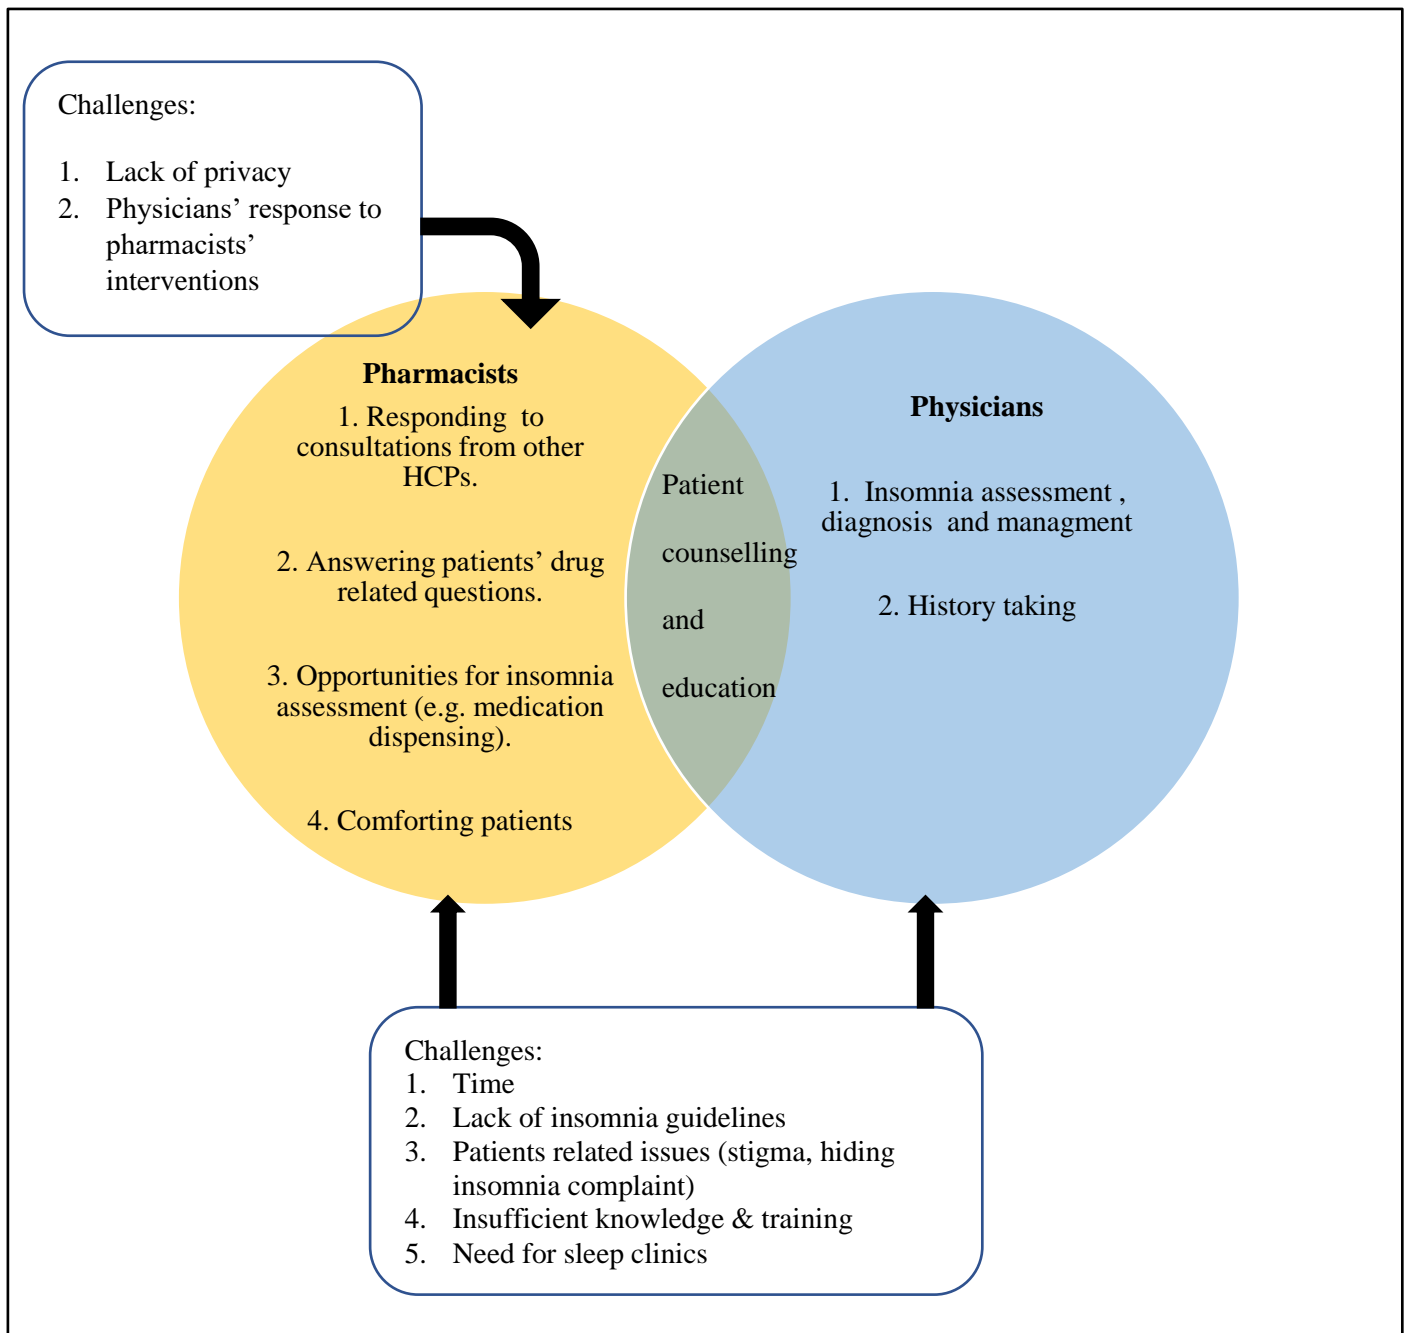 Challenges:
1. Lack of privacy
2. Physicians’ response to
pharmacists’
interventions
Pharmacists
1. Responding to
consultations from other
HCPs.
2. Answering patients’ drug
related questions.
3. Opportunities for insomnia
assessment (e.g. medication
dispensing).
4. Comforting patients
Patient
counselling
and
education
Physicians
1. Insomnia assessment ,
diagnosis and managment
2. History taking
Challenges:
1. Time
2. Lack of insomnia guidelines
3. Patients related issues (stigma, hiding
insomnia complaint)
4. Insufficient knowledge & training
5. Need for sleep clinics